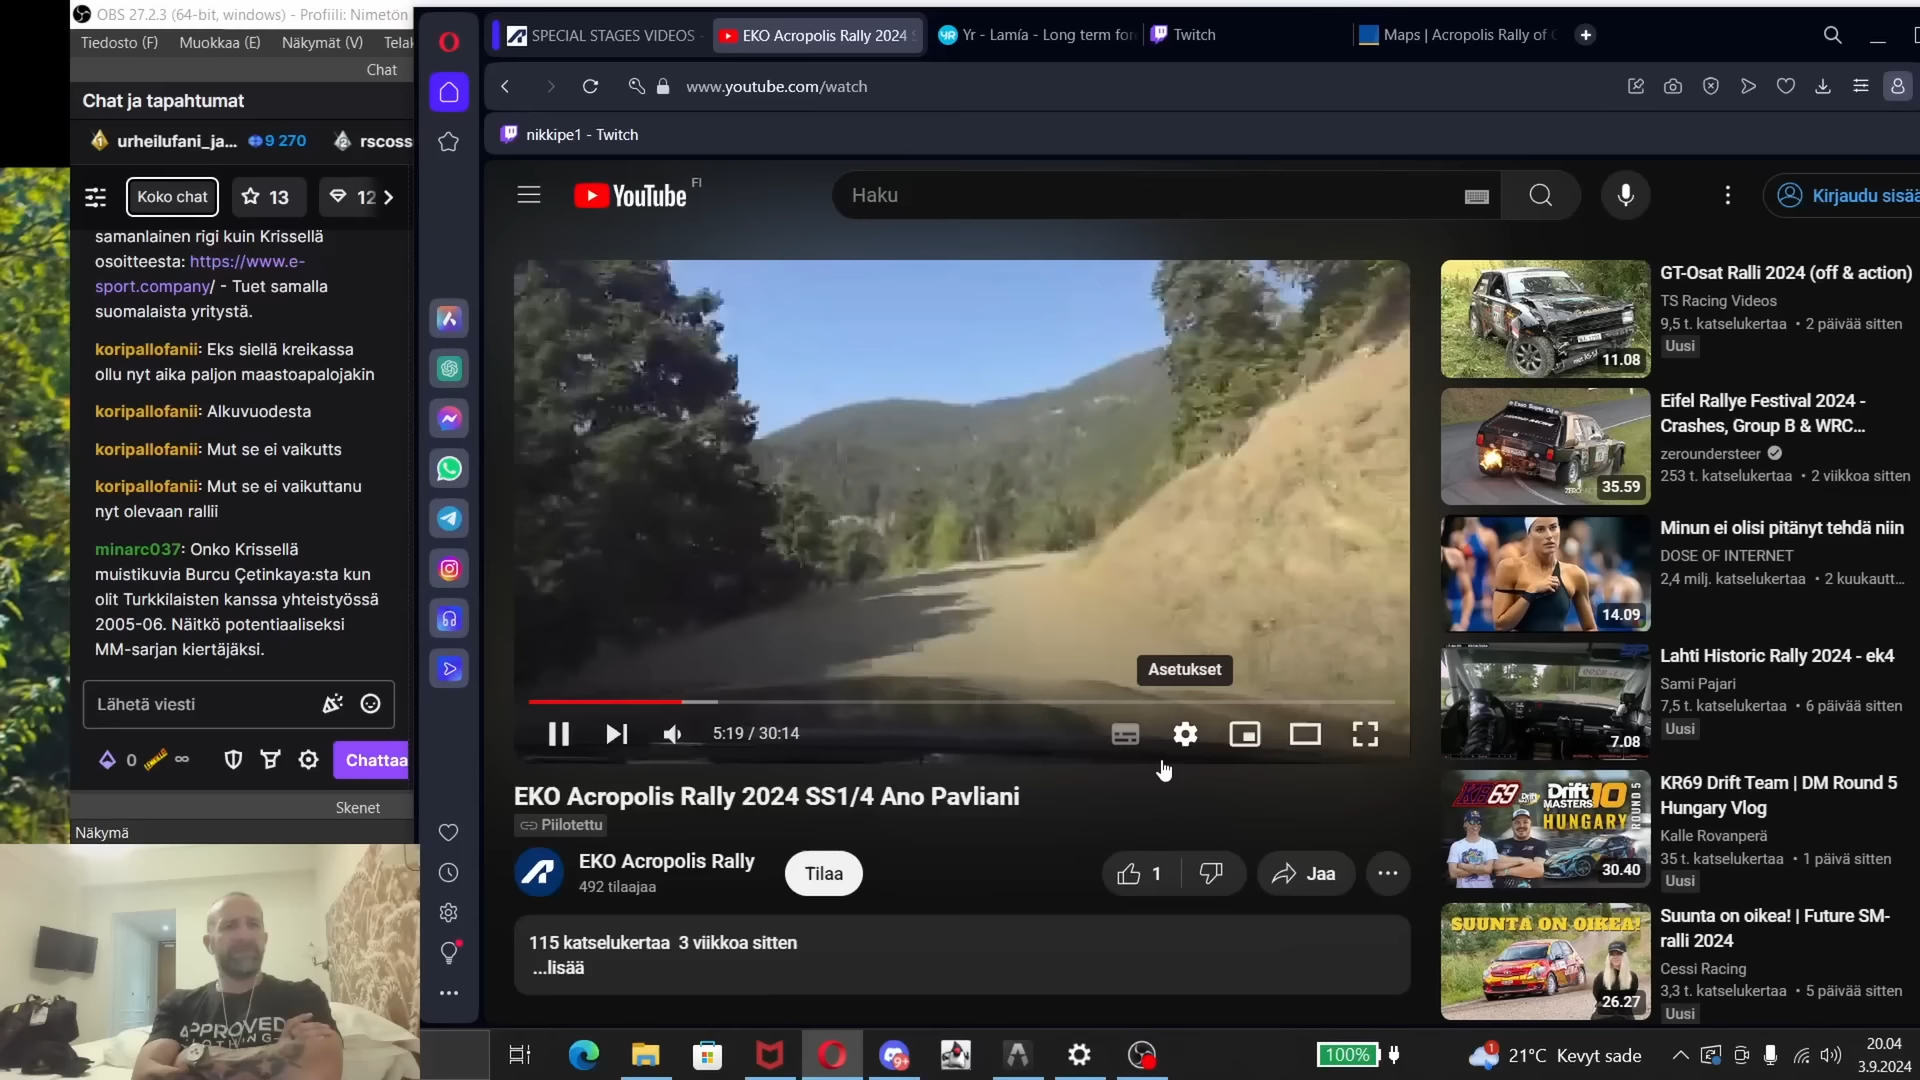 OBS 27.2.3 (64-bit, windows) - Profiili: Nimetön
Tiedosto (F) Muokkaa (E) Näkymät (V) Telak
Chat
Chat ja tapahtumat
urheilufani_ja... 9 270 rscoss
Koko chat 13 12
samanlainen rigi kuin Krissellä
osoitteesta: https://www.e-
sport.company/ - Tuet samalla
suomalaista yritystä.
koripallofanii: Eks siellä kreikassa
ollu nyt aika paljon maastoapalojakin
koripallofanii: Alkuvuodesta
koripallofanii: Mut se ei vaikutts
koripallofanii: Mut se ei vaikuttanu
nyt olevaan rallii
minarc037: Onko Krissellä
muistikuvia Burcu Çetinkaya:sta kun
olit Turkkilaisten kanssa yhteistyössä
2005-06. Näitkö potentiaaliseksi
MM-sarjan kiertäjäksi.
Lähetä viesti
0 ∞ Chattaa
Skenet
Näkymä
APPROVED
SPECIAL STAGES VIDEOS - EKO Acropolis Rally 2024 S YR Yr - Lamía - Long term for Twitch Maps | Acropolis Rally of
www.youtube.com/watch
nikkipe1 - Twitch
YouTube FI
Haku
Kirjaudu sisää
Asetukset
5:19 / 30:14
EKO Acropolis Rally 2024 SS1/4 Ano Pavliani
Piilotettu
EKO Acropolis Rally
492 tilaajaa
Tilaa
1
Jaa
115 katselukertaa 3 viikkoa sitten
...lisää
11.08
GT-Osat Ralli 2024 (off & action)
TS Racing Videos
9,5 t. katselukertaa • 2 päivää sitten
Uusi
35.59
Eifel Rallye Festival 2024 -
Crashes, Group B & WRC...
zeroundersteer
253 t. katselukertaa • 2 viikkoa sitten
14.09
Minun ei olisi pitänyt tehdä niin
DOSE OF INTERNET
2,4 milj. katselukertaa • 2 kuukautt...
7.08
Lahti Historic Rally 2024 - ek4
Sami Pajari
7,5 t. katselukertaa • 6 päivää sitten
Uusi
KB69 Drift Masters 10
ROUND 5
HUNGARY
30.40
KR69 Drift Team | DM Round 5
Hungary Vlog
Kalle Rovanperä
35 t. katselukertaa • 1 päivä sitten
Uusi
SUUNTA ON OIKEA!
26.27
Suunta on oikea! | Future SM-
ralli 2024
Cessi Racing
3,3 t. katselukertaa • 5 päivää sitten
Uusi
9+
100%
1
21°C Kevyt sade
20.04
3.9.2024